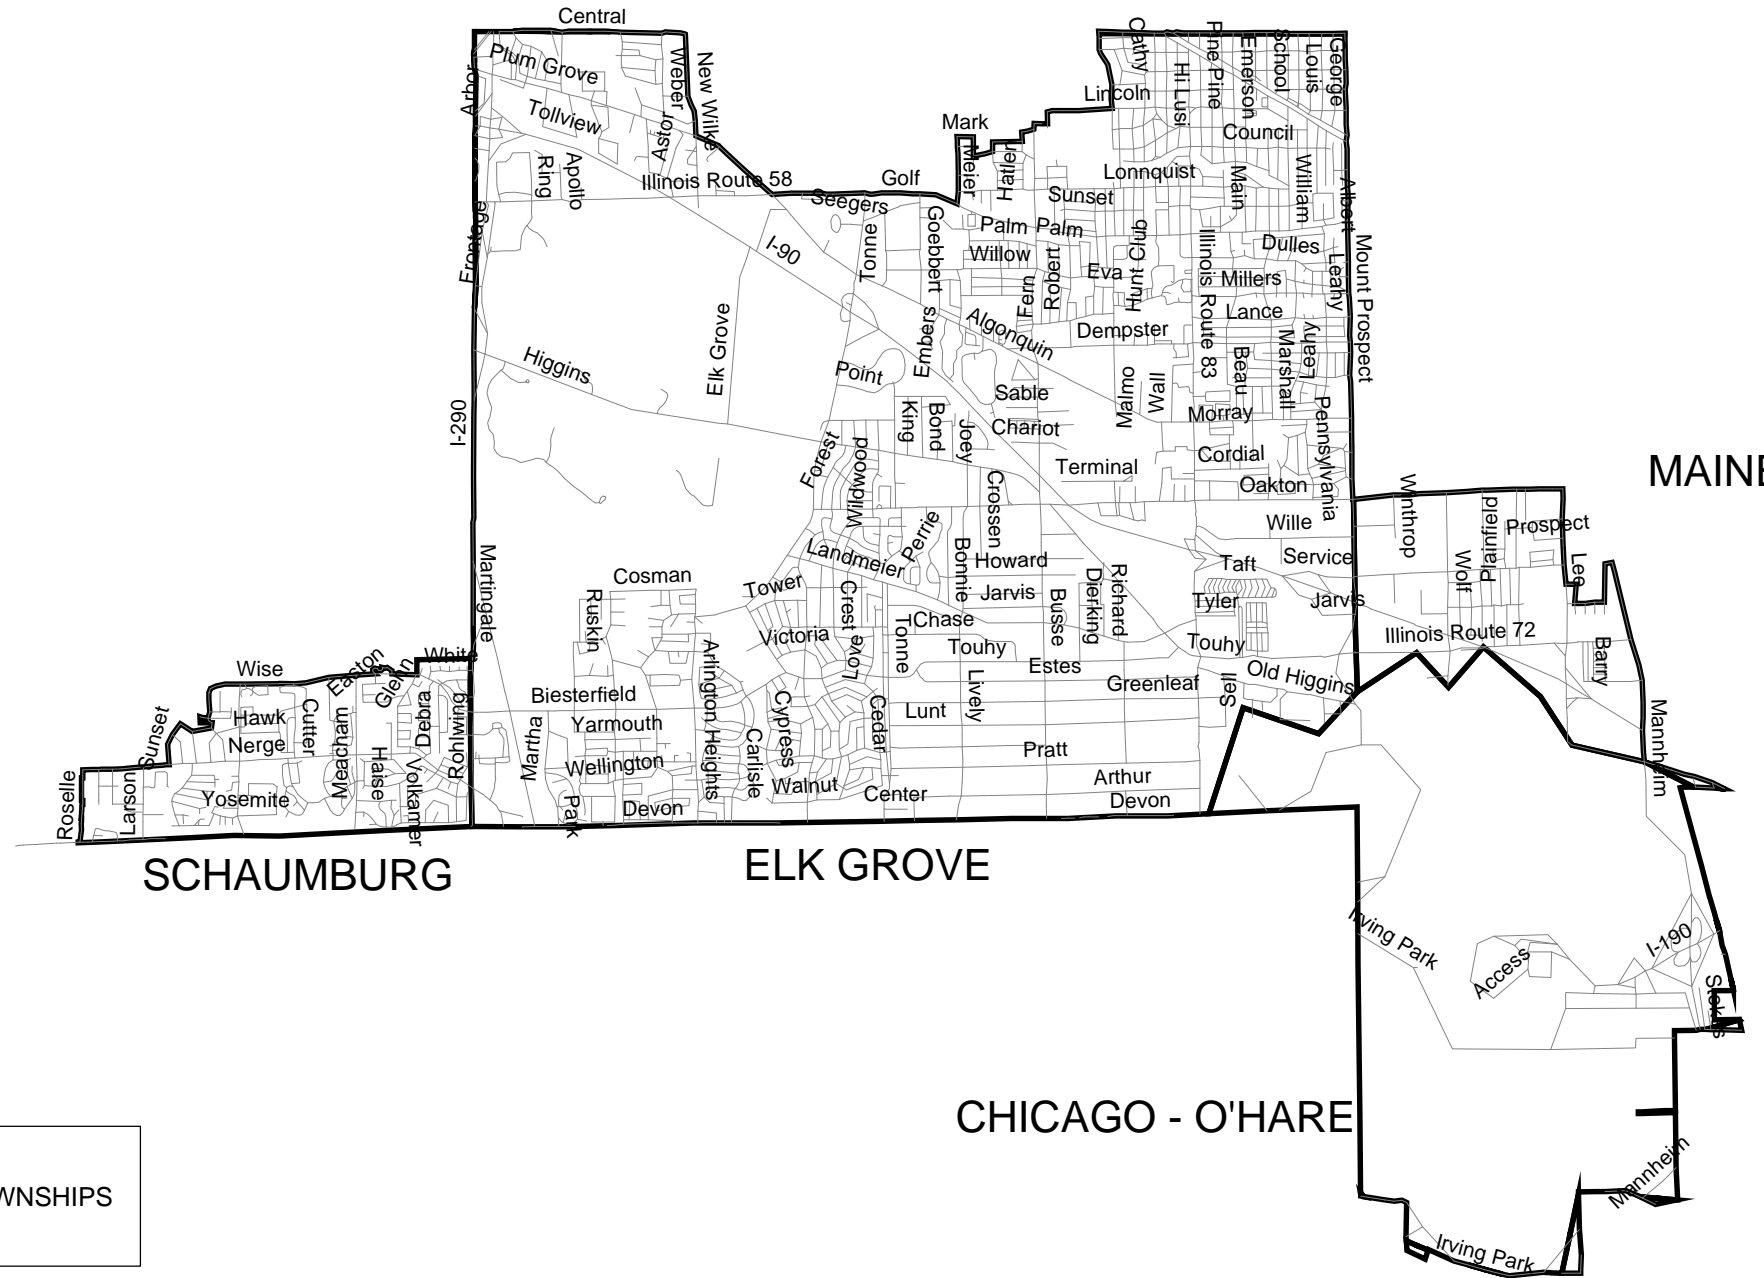 Central
Plum Grove
Arbor
Tollview
Weber
New Wilke
Astor
Ring
Apollo
Illinois Route 58
Golf
Mark
Meier
Hatlen
Lincoln
Cathy
Hi Lusi
Pine Pine
Emerson
School
Louis
George
Council
Lonnquist
Main
William
Albert
Sunset
Seegers
Frontage
I-90
Tonne
Goebbert
Palm Palm
Willow
Fern
Robert
Eva
Hunt Club
Illinois Route 83
Dulles
Millers
Leahy
Mount Prospect
Lance
Elk Grove
Embers
Algonquin
Dempster
Higgins
Point
Sable
Malmo
Wall
Beau
Marshall
Leahy
Morray
Pennsylvania
I-290
King
Bond
Joey
Chariot
Forest
Wildwood
Terminal
Cordial
Oakton
Crossen
MAINE
Winthrop
Plainfield
Prospect
Wille
Perrie
Landmeier
Howard
Bonnie
Taft
Service
Wolf
Lee
Martingale
Cosman
Tower
Ruskin
Crest
Jarvis
Busse
Dierking
Richard
Tyler
Jarvis
Chase
Victoria
Love
Tonne
Touhy
Touhy
Illinois Route 72
Barry
Estes
Old Higgins
Wise
Easton
Glenn
White
Arlington Heights
Biesterfield
Lively
Greenleaf
Sell
Sunset
Hawk
Cutter
Nerge
Meacham
Debra
Rohlwing
Martha
Yarmouth
Cypress
Cedar
Lunt
Mannheim
Carlisle
Pratt
Haise
Volkamer
Wellington
Walnut
Arthur
Roselle
Larson
Yosemite
Park
Devon
Center
Devon
SCHAUMBURG
ELK GROVE
Irving Park
Access
I-190
Stokes
CHICAGO - O'HARE
Mannheim
WNSHIPS
Irving Park